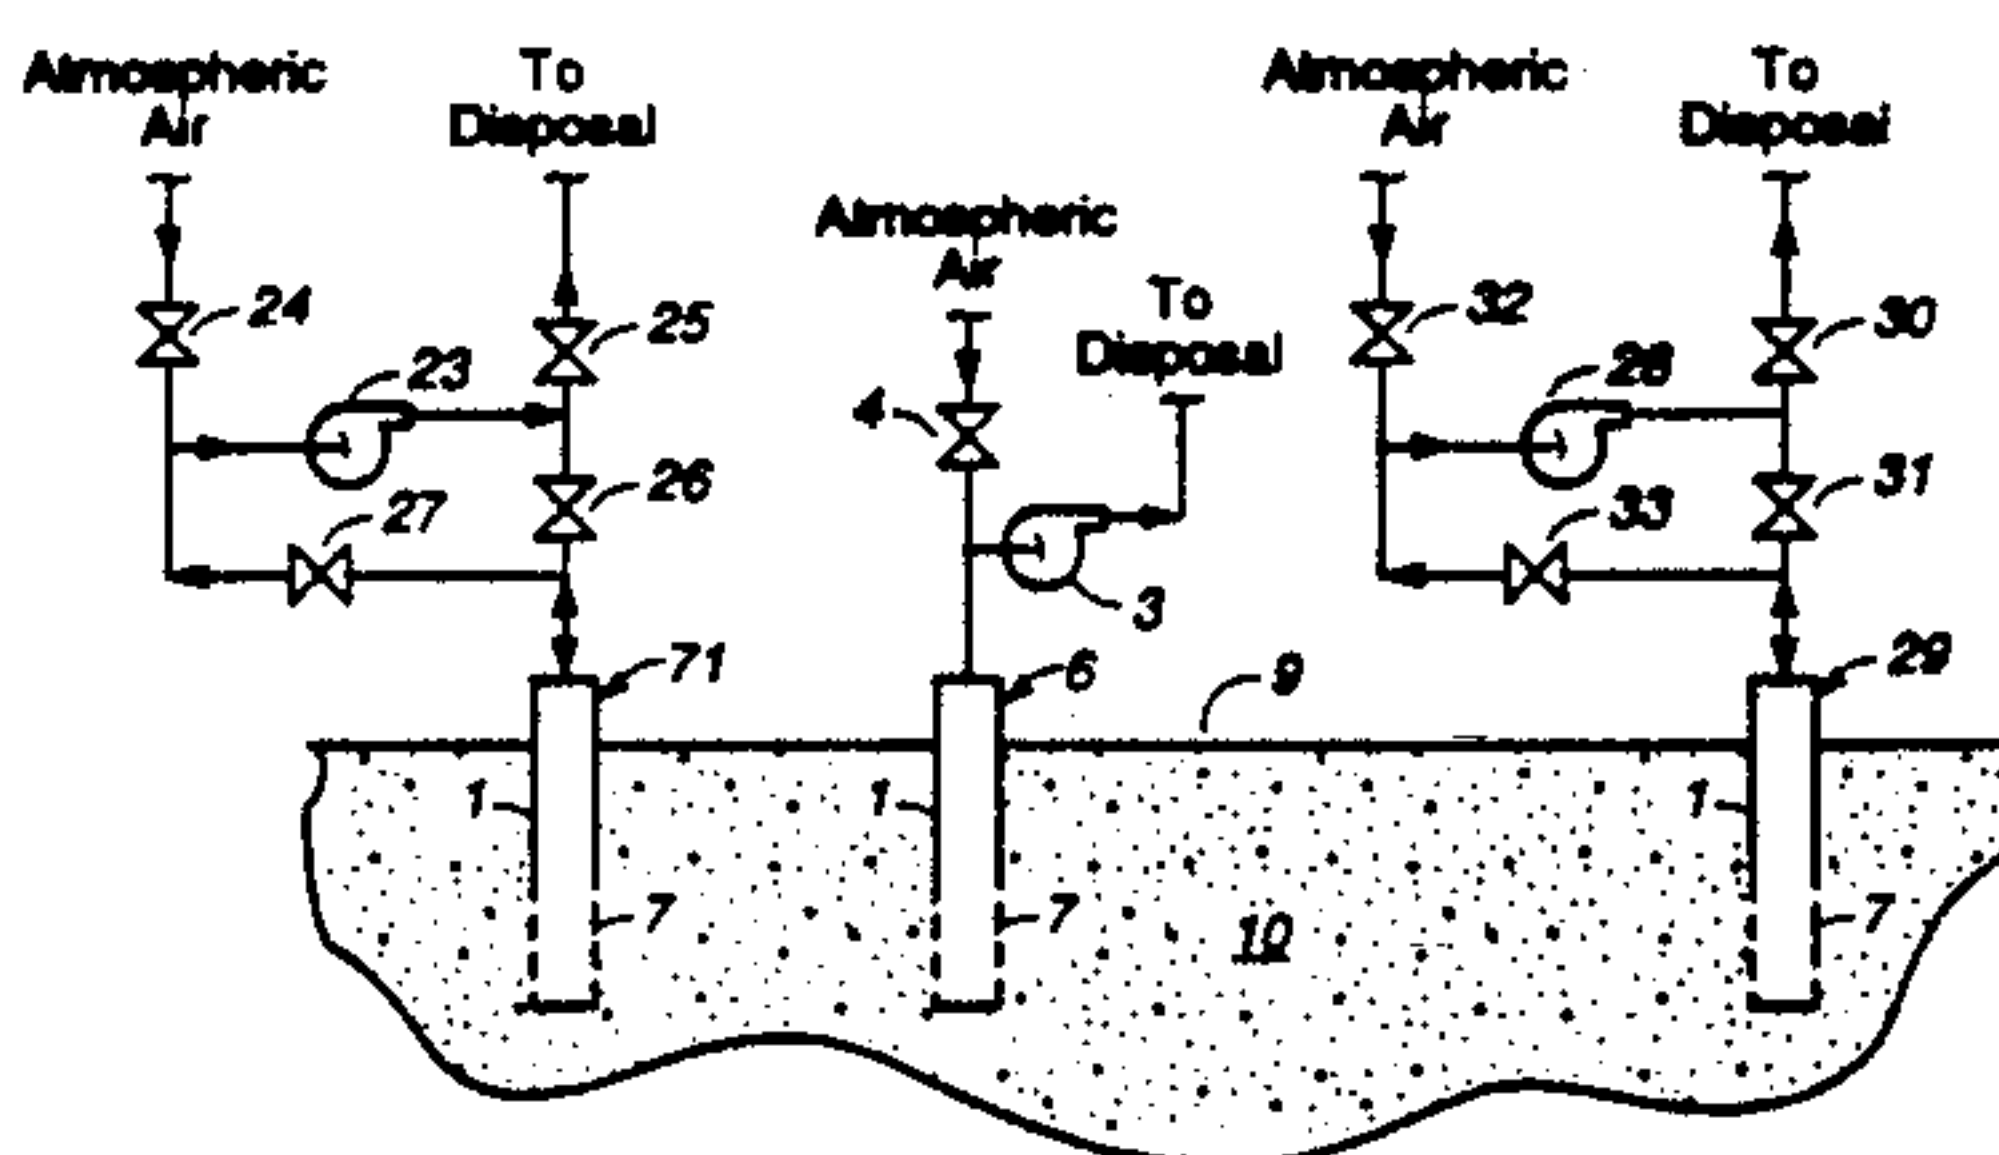 Atmospheric
Air
To
Disposal
Atmospheric
Air
To
Disposal
Atmospheric
Air
To
Disposal
24
25
23
26
27
4
3
32
30
28
31
33
71
6
9
29
1
1
1
7
7
7
10